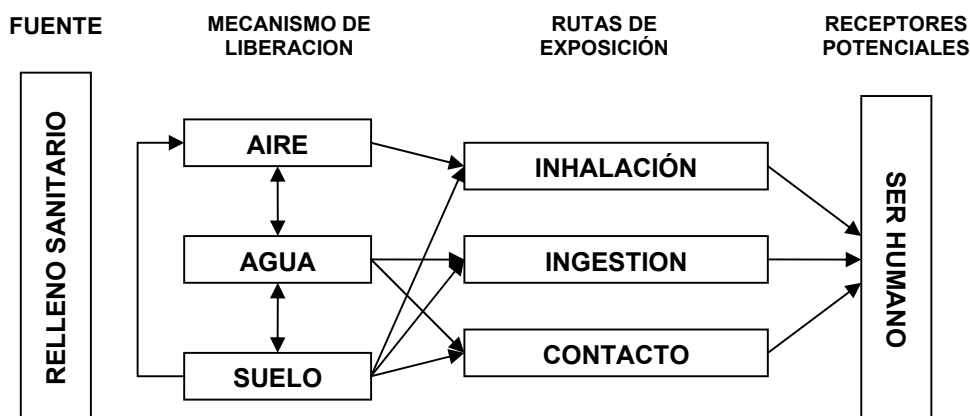 FUENTE
MECANISMO DE
LIBERACION
RUTAS DE
EXPOSICIÓN
RECEPTORES
POTENCIALES
RELLENO SANITARIO
AIRE
AGUA
SUELO
INHALACIÓN
INGESTION
CONTACTO
SER HUMANO